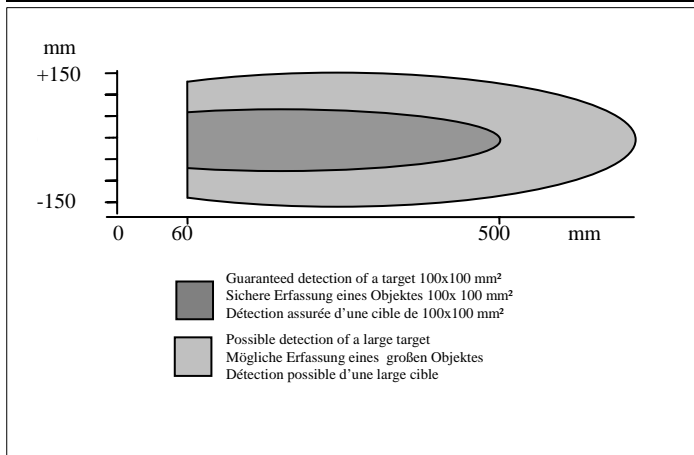 mm
+150
-150
0 60 500 mm
Guaranteed detection of a target 100x100 mm²
Sichere Erfassung eines Objektes 100x 100 mm²
Détection assurée d'une cible de 100x100 mm²
Possible detection of a large target
Mögliche Erfassung eines großen Objektes
Détection possible d'une large cible